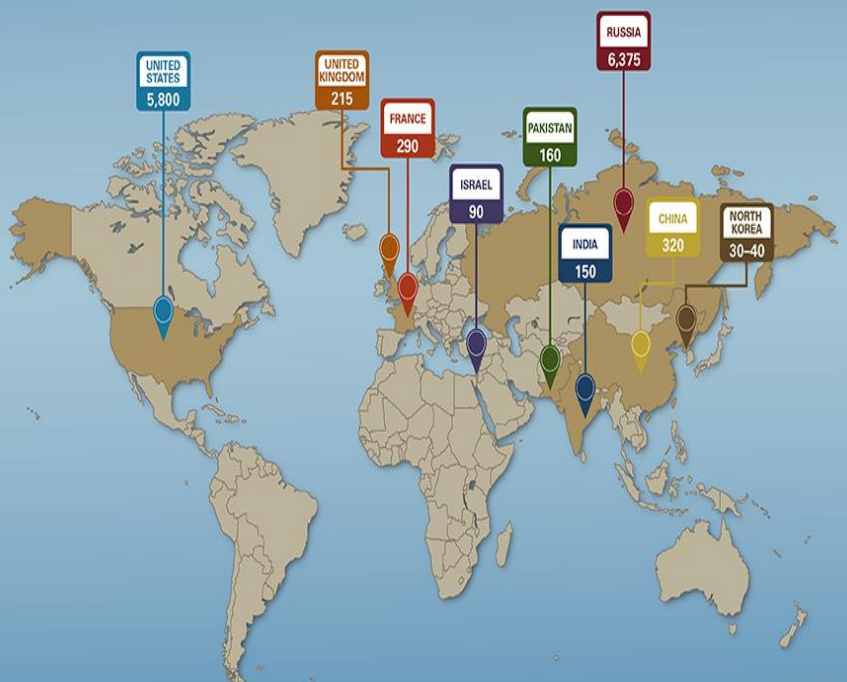 UNITED
STATES
5,800
UNITED
KINGDOM
215
FRANCE
290
ISRAEL
90
PAKISTAN
160
RUSSIA
6,375
INDIA
150
CHINA
320
NORTH
KOREA
30–40